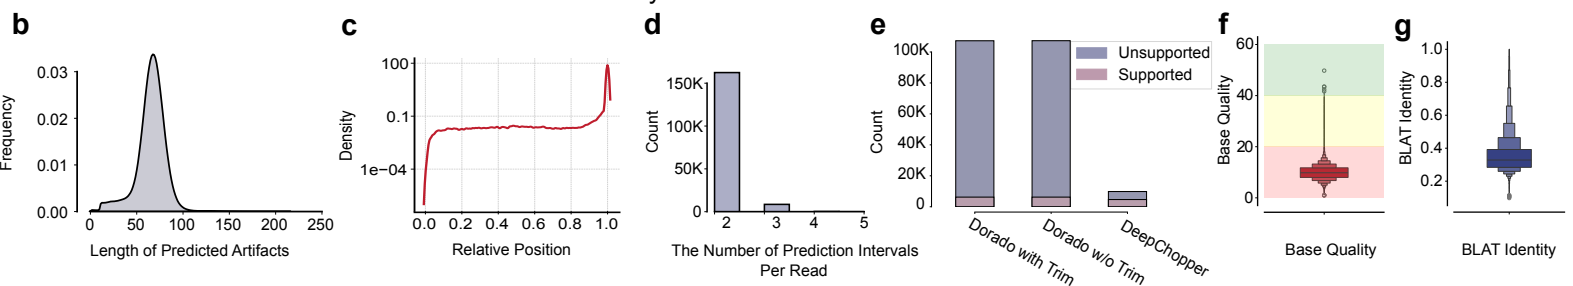 b
Frequency
0.03
0.02
0.01
0.00
0 50 100 150 200 250
Length of Predicted Artifacts
c
Density
100
0.1
1e−04
0.0 0.2 0.4 0.6 0.8 1.0
Relative Position
d
Count
150K
100K
50K
0
2 3 4 5
The Number of Prediction Intervals
Per Read
e
Count
100K
80K
60K
40K
20K
0
Unsupported
Supported
Dorado with Trim
Dorado w/o Trim
DeepChopper
f
Base Quality
60
40
20
0
Base Quality
g
BLAT Identity
1.0
0.8
0.6
0.4
0.2
BLAT Identity